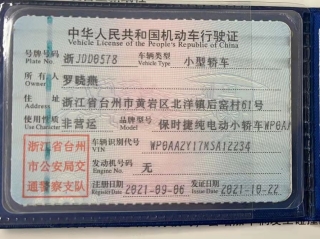 中华人民共和国机动车行驶证
Vehicle License of the People's Republic of China
号牌号码 浙JDD0578 车辆类型 小型轿车
Plate No. Vehicle Type
所有人 罗晓燕
Owner
住址 浙江省台州市黄岩区北洋镇后窑村61号
Address
使用性质 非营运 品牌型号 保时捷纯电动小轿车WP0AA
Use Character
浙江省台州 车辆识别代号 WP0AA2Y17MSA12234
VIN
市公安局交 发动机号码 无
Engine No.
通警察支队 注册日期 2021-09-06 发证日期 2021-10-22
Register Date Issue Date